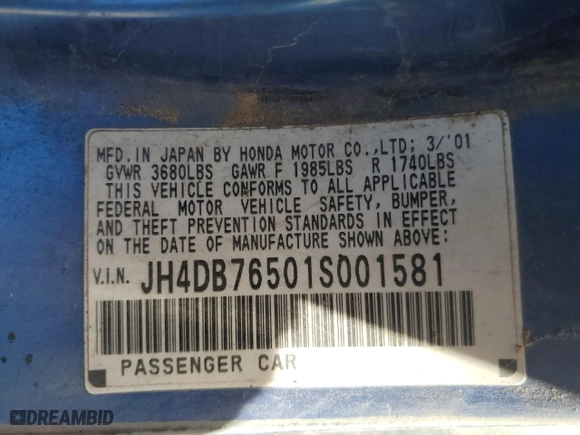 MFD. IN JAPAN BY HONDA MOTOR CO.,LTD; 3/'01
GVWR 3680LBS GAWR F 1985LBS R 1740LBS
THIS VEHICLE CONFORMS TO ALL APPLICABLE
FEDERAL MOTOR VEHICLE SAFETY, BUMPER,
AND THEFT PREVENTION STANDARDS IN EFFECT
ON THE DATE OF MANUFACTURE SHOWN ABOVE:
V.I.N. JH4DB76501S001581
PASSENGER CAR
DREAMBID